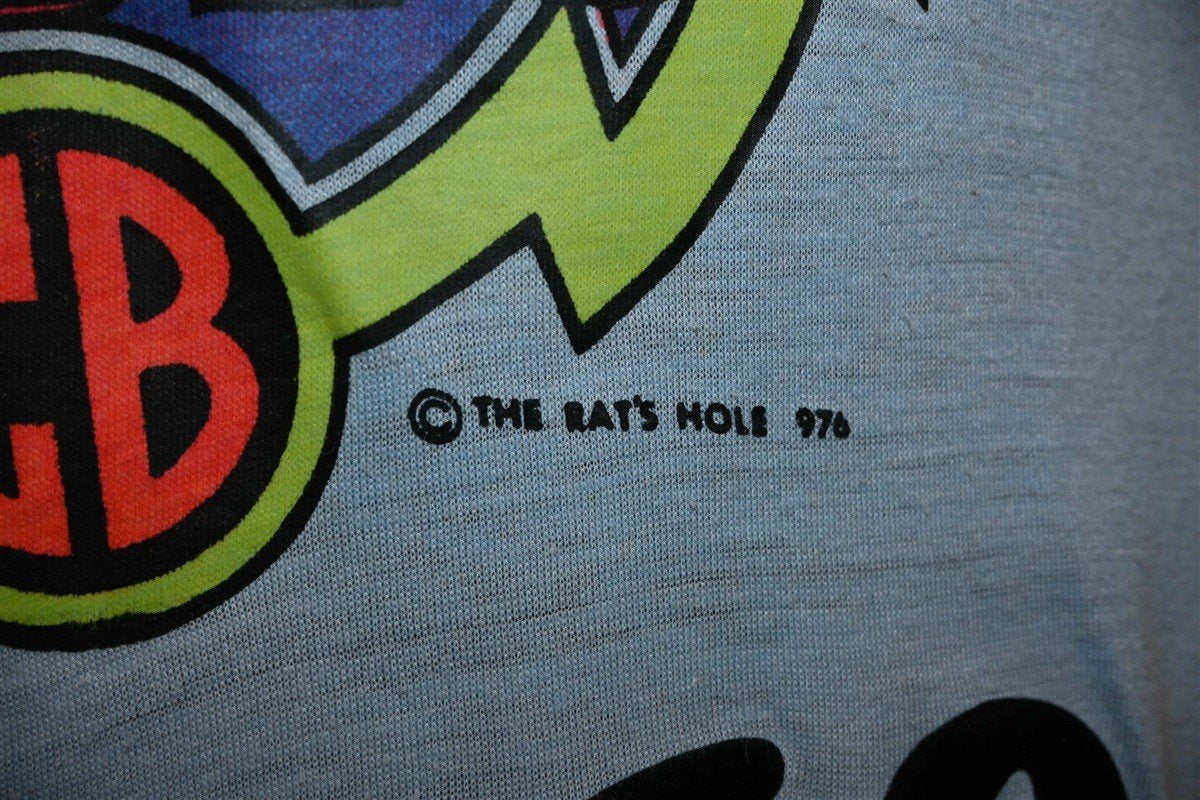 CB
© THE RAT'S HOLE 976